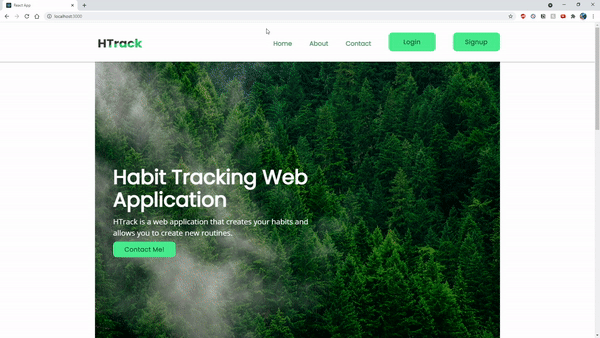 React App
localhost:3000
HTrack
Home
About
Contact
Login
Signup
Habit Tracking Web
Application
HTrack is a web application that creates your habits and
allows you to create new routines.
Contact Me!